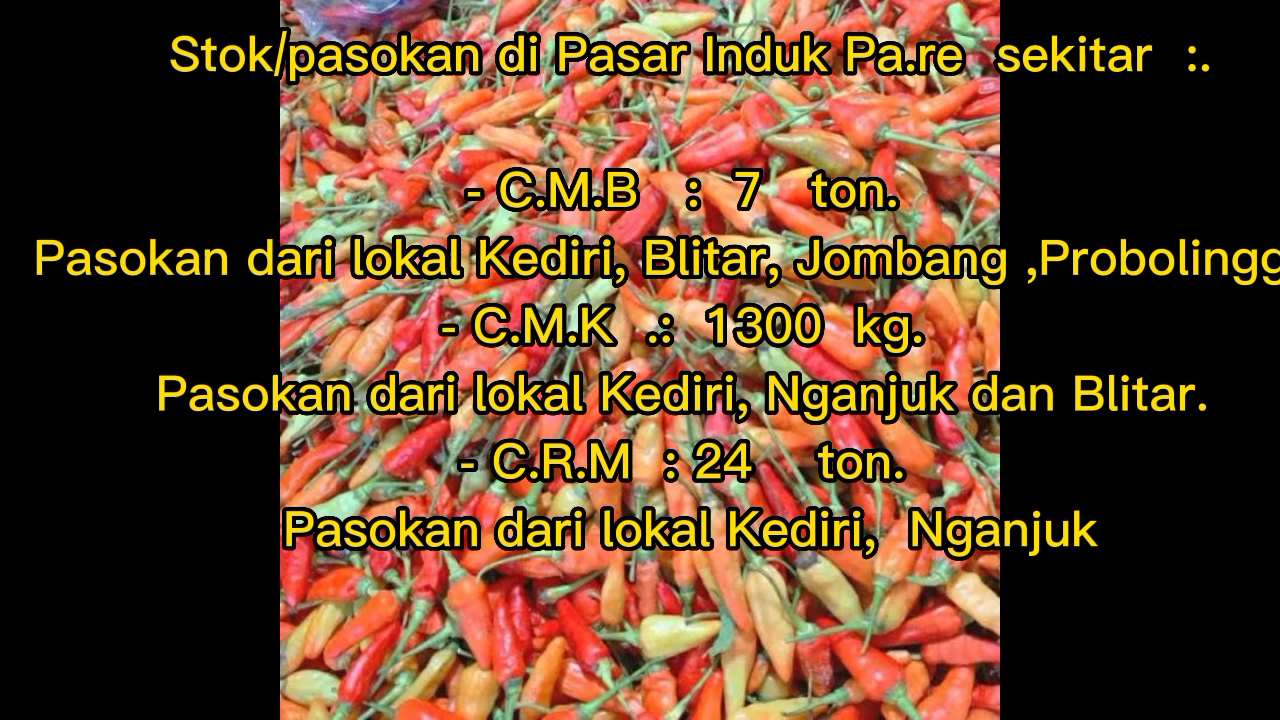 Stok/pasokan di Pasar Induk Pa.re sekitar :.
- C.M.B : 7 ton.
Pasokan dari lokal Kediri, Blitar, Jombang ,Probolingg
- C.M.K .: 1300 kg.
Pasokan dari lokal Kediri, Nganjuk dan Blitar.
- C.R.M : 24 ton.
Pasokan dari lokal Kediri, Nganjuk